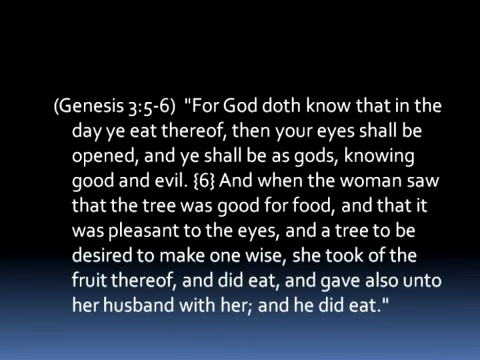 (Genesis 3:5-6)  "For God doth know that in the
day ye eat thereof, then your eyes shall be
opened, and ye shall be as gods, knowing
good and evil. {6} And when the woman saw
that the tree was good for food, and that it
was pleasant to the eyes, and a tree to be
desired to make one wise, she took of the
fruit thereof, and did eat, and gave also unto
her husband with her; and he did eat."